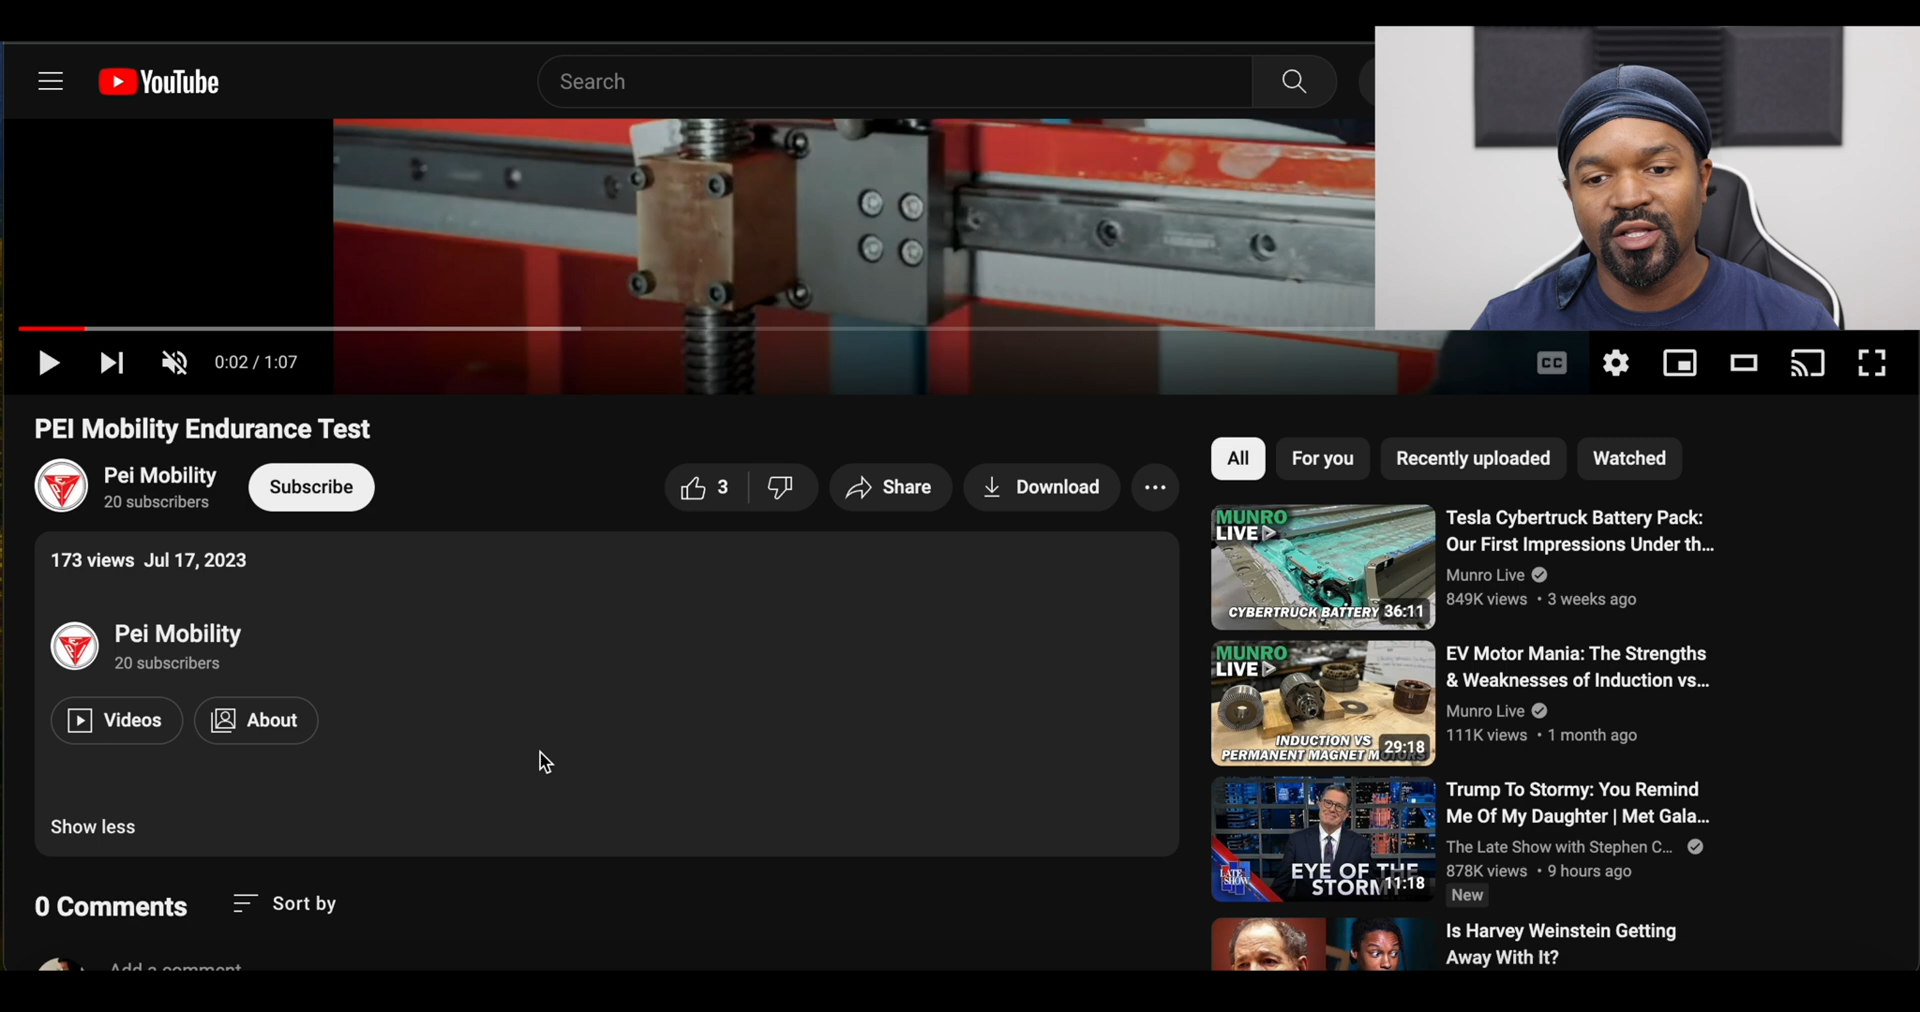 YouTube
Search
0:02 / 1:07
CC
PEI Mobility Endurance Test
Pei Mobility
20 subscribers
Subscribe
3
Share
Download
173 views Jul 17, 2023
Pei Mobility
20 subscribers
Videos
About
Show less
0 Comments
Sort by
Add a comment
All
For you
Recently uploaded
Watched
MUNRO
LIVE
CYBERTRUCK BATTERY
36:11
Tesla Cybertruck Battery Pack:
Our First Impressions Under th...
Munro Live
849K views • 3 weeks ago
MUNRO
LIVE
INDUCTION VS
PERMANENT MAGNET
29:18
EV Motor Mania: The Strengths
& Weaknesses of Induction vs...
Munro Live
111K views • 1 month ago
LATE
SHOW
EYE OF THE
STORM
11:18
Trump To Stormy: You Remind
Me Of My Daughter | Met Gala...
The Late Show with Stephen C...
878K views • 9 hours ago
New
Is Harvey Weinstein Getting
Away With It?